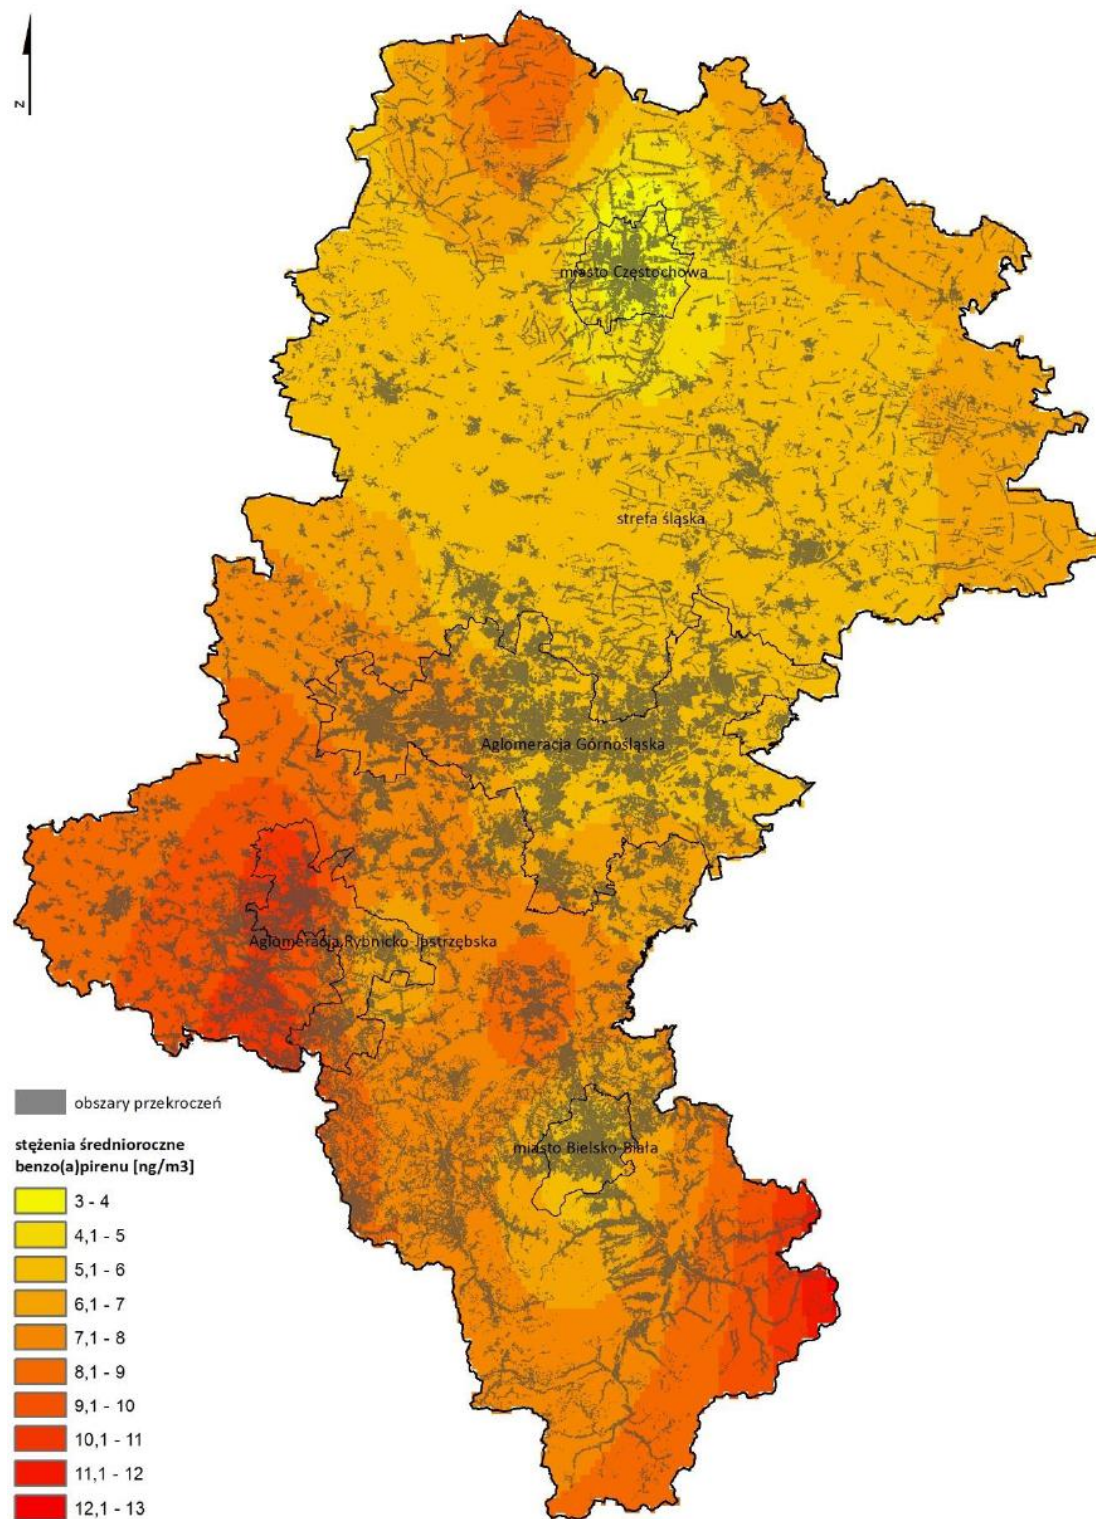 z
miasto Częstochowa
strefa śląska
Aglomeracja Górnośląska
Aglomeracja Rybnicko-Jastrzębska
miasto Bielsko-Biała
obszary przekroczeń
stężenia średnioroczne
benzo(a)pirenu [ng/m3]
3 - 4
4,1 - 5
5,1 - 6
6,1 - 7
7,1 - 8
8,1 - 9
9,1 - 10
10,1 - 11
11,1 - 12
12,1 - 13